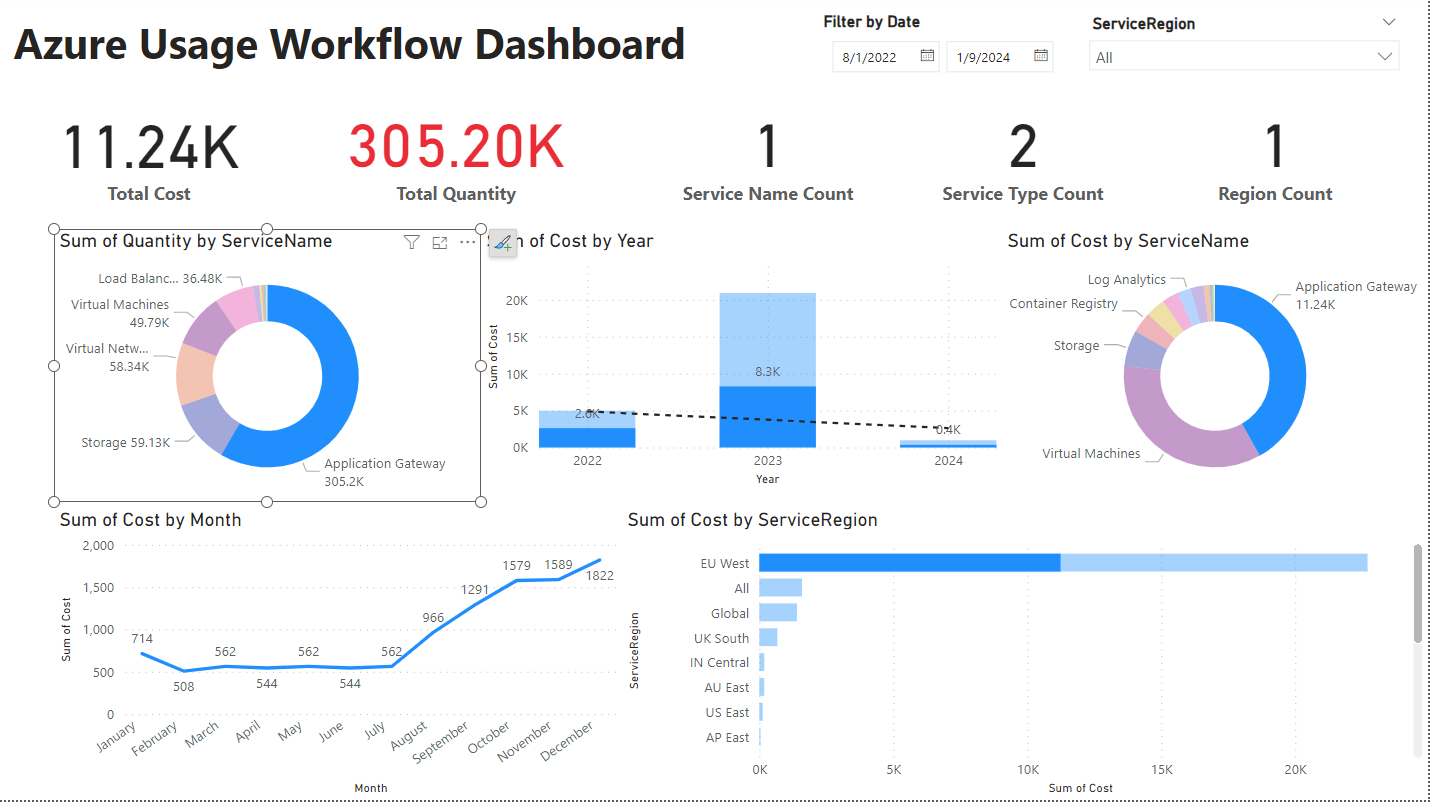 Azure Usage Workflow Dashboard
Filter by Date
8/1/2022
1/9/2024
ServiceRegion
All
11.24K
Total Cost
305.20K
Total Quantity
1
Service Name Count
2
Service Type Count
1
Region Count
Sum of Quantity by ServiceName
Load Balanc... 36.48K
Virtual Machines
49.79K
Virtual Netw...
58.34K
Storage 59.13K
Application Gateway
305.2K
of Cost by Year
Sum of Cost
20K
15K
10K
5K
0K
2.6K
8.3K
0.4K
2022
2023
2024
Year
Sum of Cost by ServiceName
Log Analytics
Container Registry
Storage
Virtual Machines
Application Gateway
11.24K
Sum of Cost by Month
Sum of Cost
2,000
1,500
1,000
500
0
714
508
562
544
562
544
562
966
1291
1579
1589
1822
January
February
March
April
May
June
July
August
September
October
November
December
Month
Sum of Cost by ServiceRegion
ServiceRegion
EU West
All
Global
UK South
IN Central
AU East
US East
AP East
0K
5K
10K
15K
20K
Sum of Cost